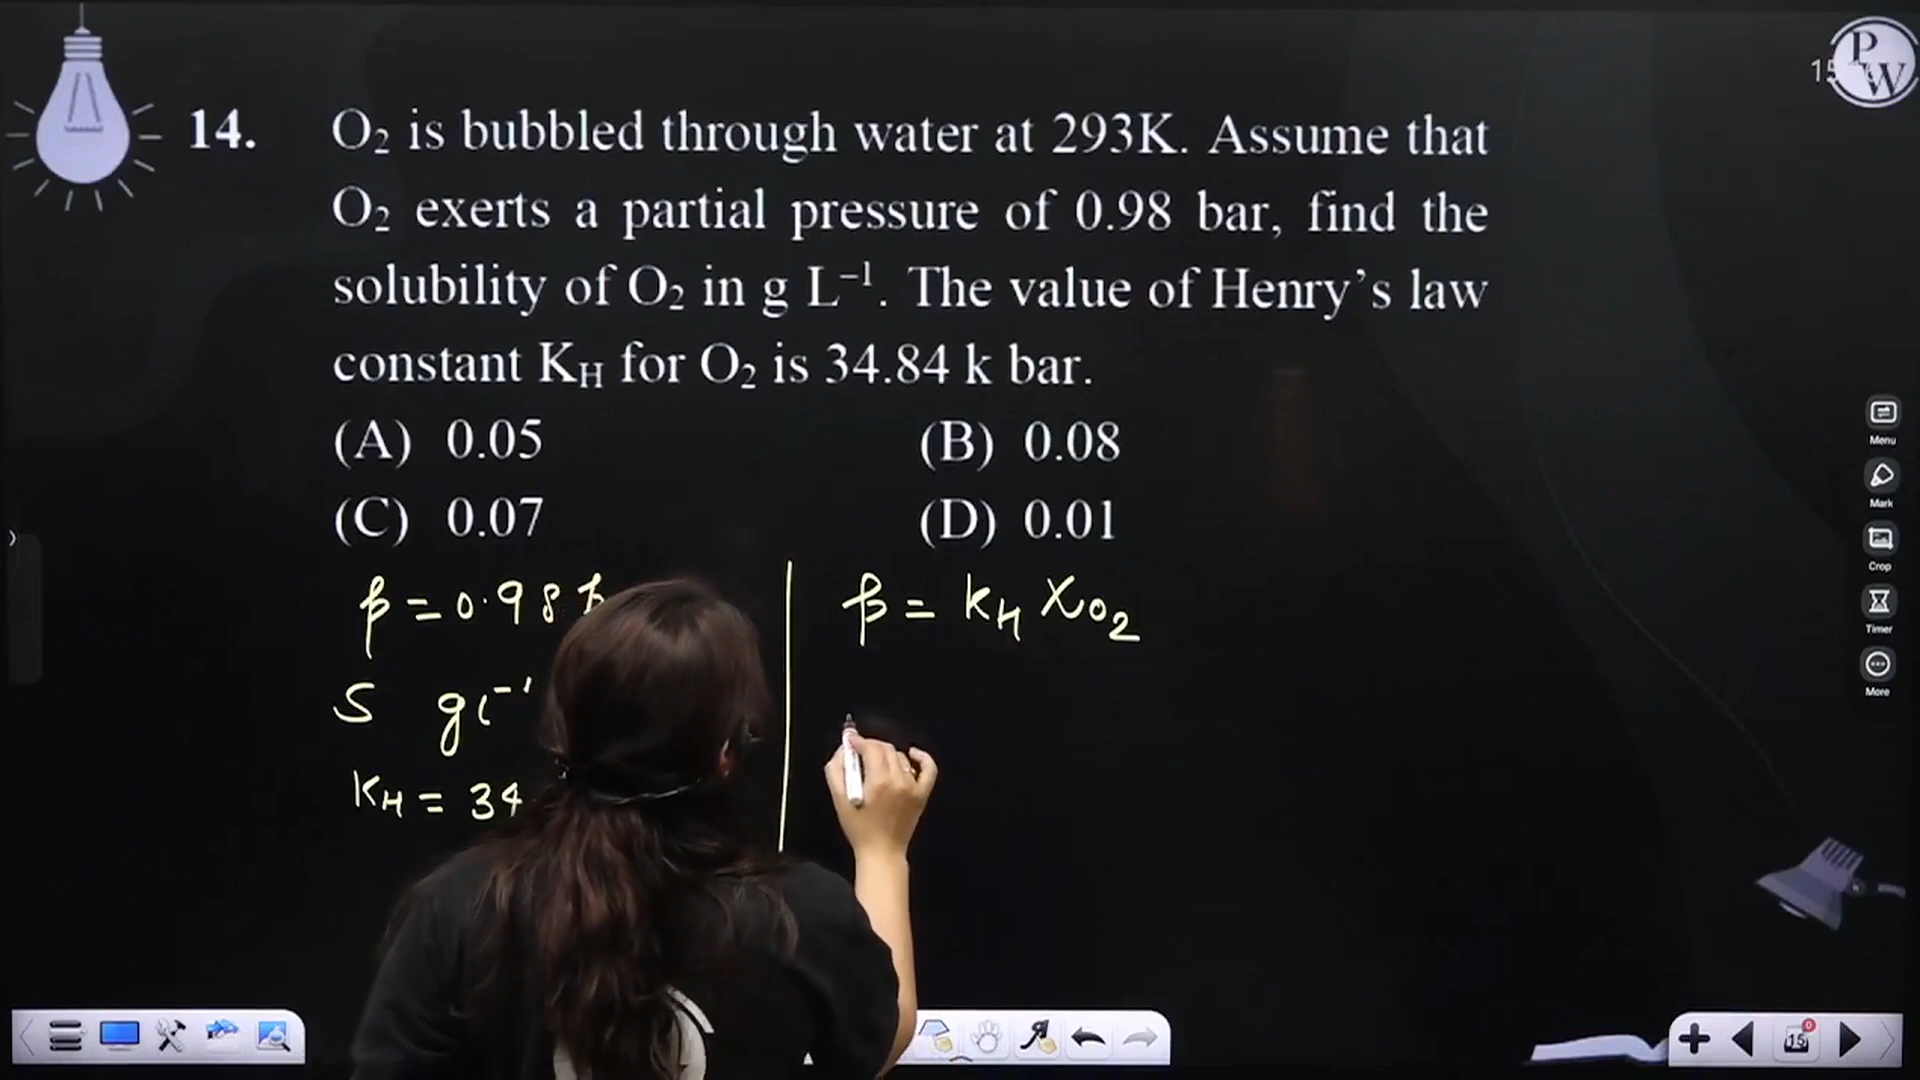 P
W
14. O₂ is bubbled through water at 293K. Assume that
O₂ exerts a partial pressure of 0.98 bar, find the
solubility of O₂ in g L⁻¹. The value of Henry’s law
constant K_H for O₂ is 34.84 k bar.
(A) 0.05 (B) 0.08
(C) 0.07 (D) 0.01
p = 0.98 b
S gl⁻¹
K_H = 34
p = K_H X_O₂
Menu
Mark
Crop
Timer
More
15
0